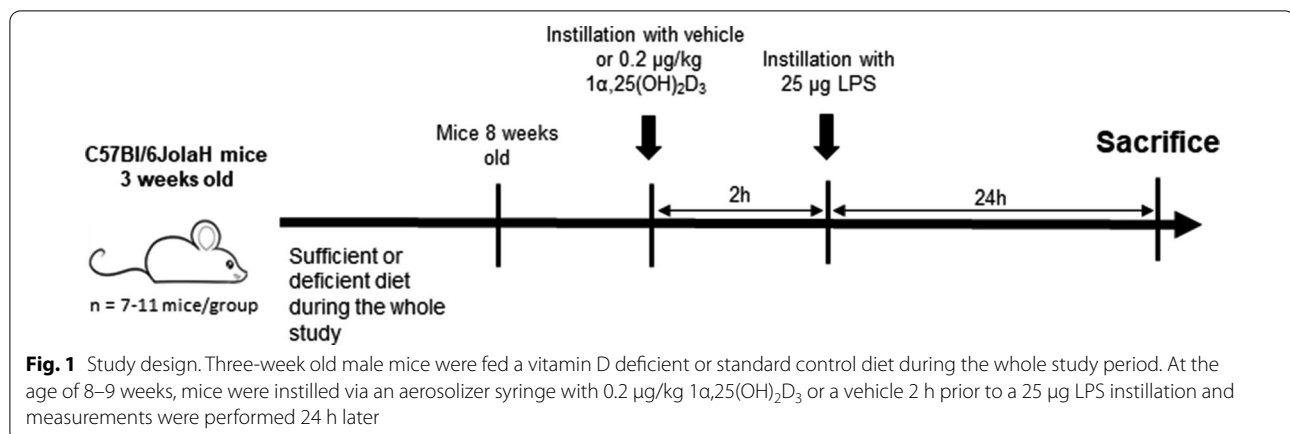 Instillation with vehicle
or 0.2 µg/kg
1α,25(OH)₂D₃
Instillation with
25 µg LPS
Mice 8 weeks
old
C57Bl/6JolaH mice
3 weeks old
Sacrifice
2h
24h
n = 7-11 mice/group
Sufficient or
deficient diet
during the whole
study
Fig. 1 Study design. Three-week old male mice were fed a vitamin D deficient or standard control diet during the whole study period. At the
age of 8–9 weeks, mice were instilled via an aerosolizer syringe with 0.2 µg/kg 1α,25(OH)₂D₃ or a vehicle 2 h prior to a 25 µg LPS instillation and
measurements were performed 24 h later